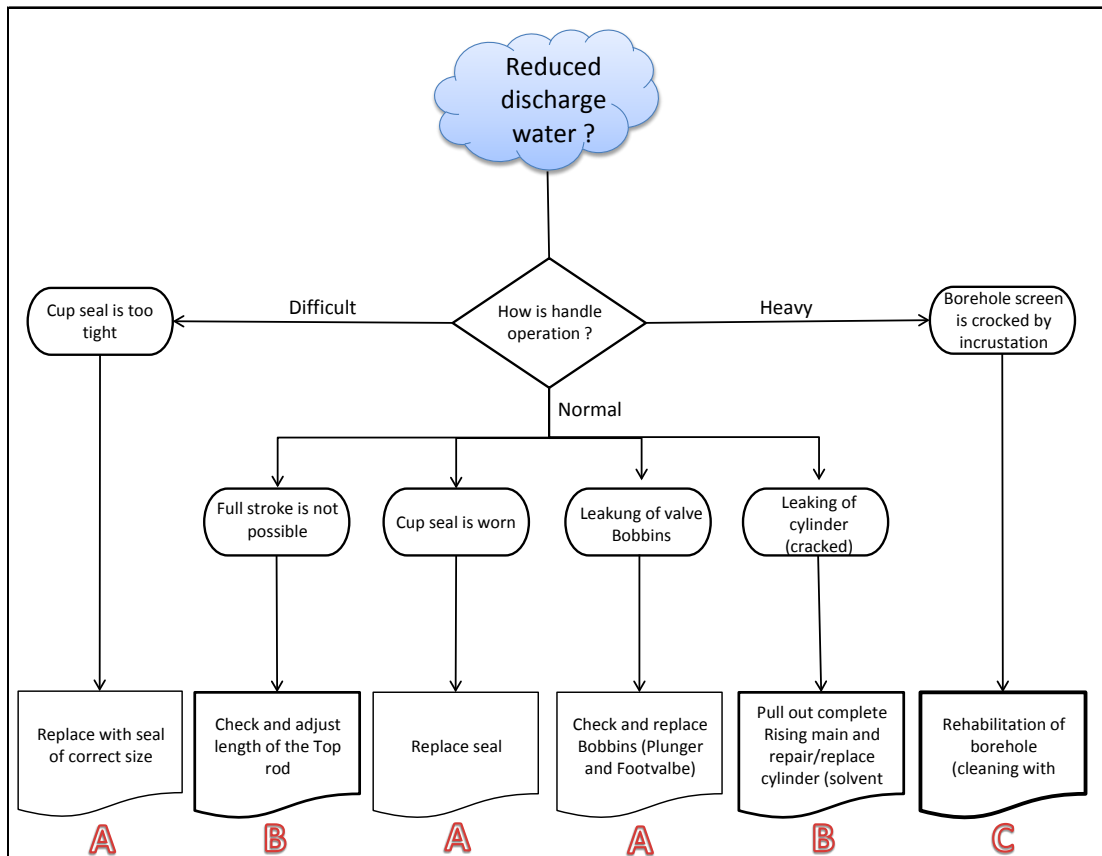 Reduced
discharge
water ?
How is handle
operation ?
Difficult
Heavy
Normal
Cup seal is too
tight
Borehole screen
is crocked by
incrustation
Full stroke is not
possible
Cup seal is worn
Leakung of valve
Bobbins
Leaking of
cylinder
(cracked)
Replace with seal
of correct size
Check and adjust
length of the Top
rod
Replace seal
Check and replace
Bobbins (Plunger
and Footvalbe)
Pull out complete
Rising main and
repair/replace
cylinder (solvent
Rehabilitation of
borehole
(cleaning with
A
B
A
A
B
C